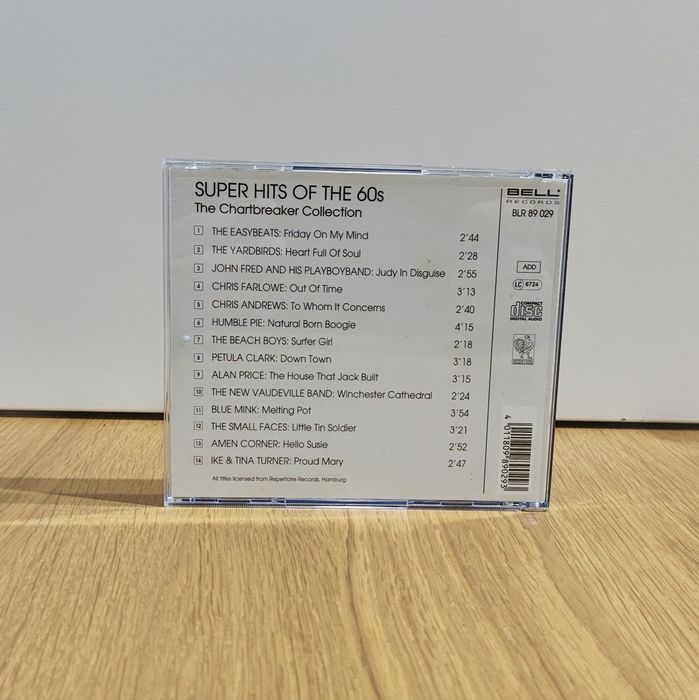 SUPER HITS OF THE 60s
The Chartbreaker Collection
1 THE EASYBEATS: Friday On My Mind 2'44
2 THE YARDBIRDS: Heart Full Of Soul 2'28
3 JOHN FRED AND HIS PLAYBOYBAND: Judy In Disguise 2'55
4 CHRIS FARLOWE: Out Of Time 3'13
5 CHRIS ANDREWS: To Whom It Concerns 2'40
6 HUMBLE PIE: Natural Born Boogie 4'15
7 THE BEACH BOYS: Surfer Girl 2'18
8 PETULA CLARK: Down Town 3'18
9 ALAN PRICE: The House That Jack Built 3'15
10 THE NEW VAUDEVILLE BAND: Winchester Cathedral 2'24
11 BLUE MINK: Melting Pot 3'54
12 THE SMALL FACES: Little Tin Soldier 3'21
13 AMEN CORNER: Hello Susie 2'52
14 IKE & TINA TURNER: Proud Mary 2'47
All titles licensed from Repertoire Records, Hamburg
BELL
RECORDS
BLR 89 029
ADD
LC 6724
COMPACT
disc
DIGITAL AUDIO
4 011809 890293